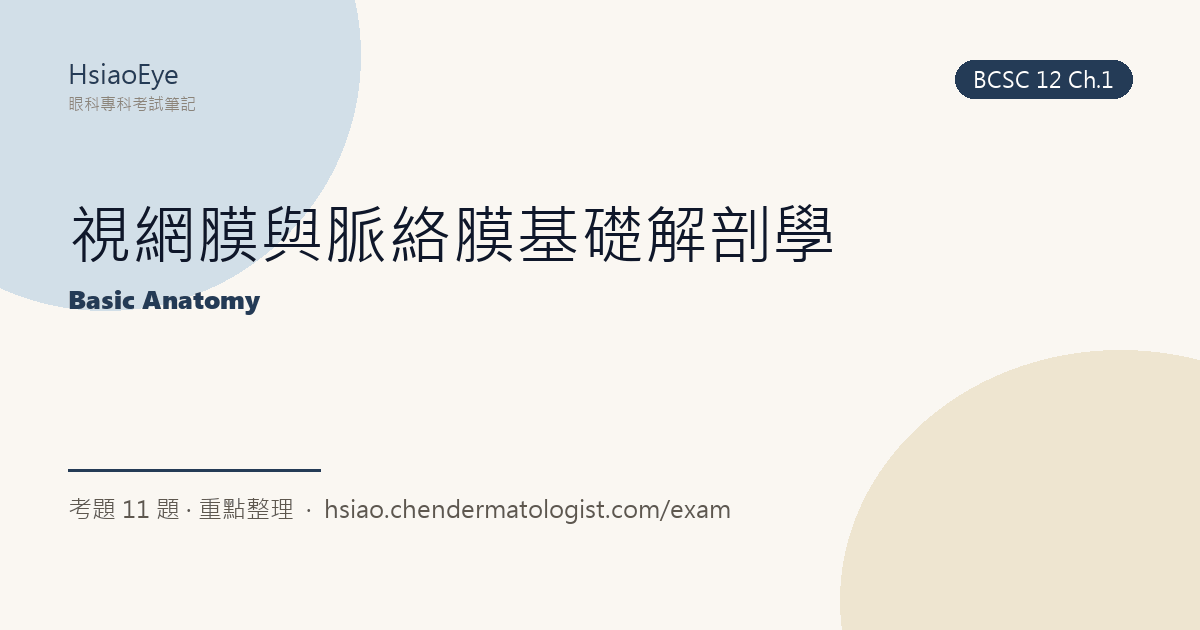 HsiaoEye
眼科專科考試筆記
BCSC 12 Ch.1
視網膜與脈絡膜基礎解剖學
Basic Anatomy
考題 11 題 · 重點整理 · hsiao.chendermatologist.com/exam